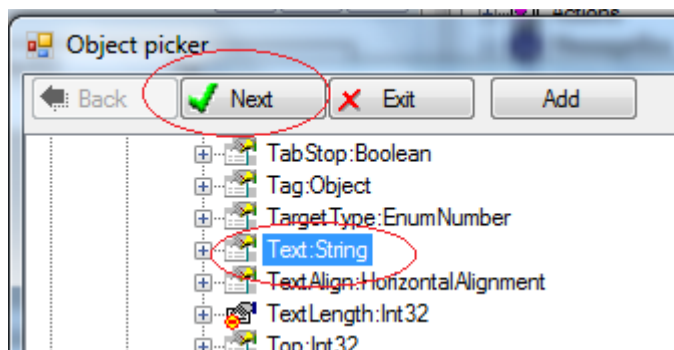 Actions
Object picker
Back Next Exit Add
TabStop:Boolean
Tag:Object
TargetType:EnumNumber
Text:String
TextAlign:HorizontalAlignment
TextLength:Int32
Top:Int32